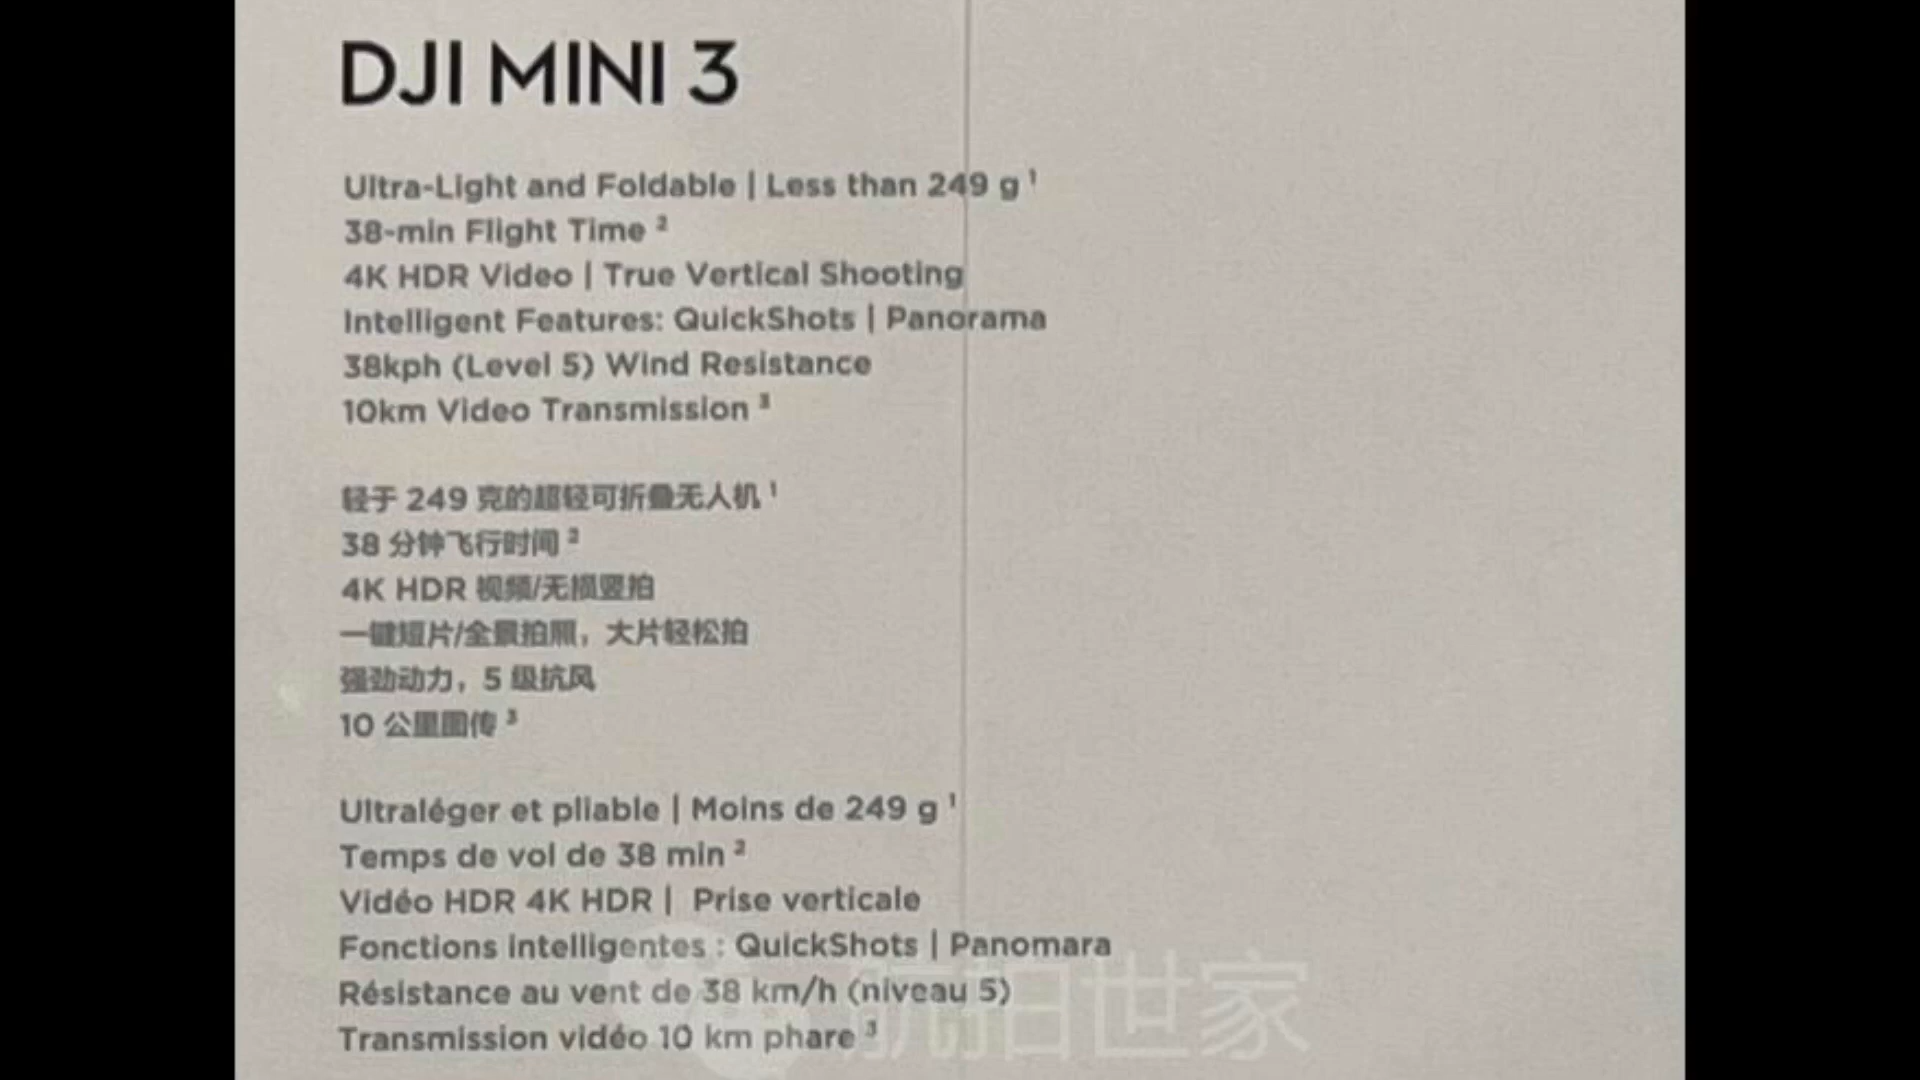 DJI MINI 3
Ultra-Light and Foldable | Less than 249 g ¹
38-min Flight Time ²
4K HDR Video | True Vertical Shooting
Intelligent Features: QuickShots | Panorama
38kph (Level 5) Wind Resistance
10km Video Transmission ³
轻于 249 克的超轻可折叠无人机 ¹
38 分钟飞行时间 ²
4K HDR 视频/无损竖拍
一键短片/全景拍照，大片轻松拍
强劲动力，5 级抗风
10 公里图传 ³
Ultraléger et pliable | Moins de 249 g ¹
Temps de vol de 38 min ²
Vidéo HDR 4K HDR | Prise verticale
Fonctions intelligentes : QuickShots | Panomara
Résistance au vent de 38 km/h (niveau 5)
Transmission vidéo 10 km phare ³
航拍世家